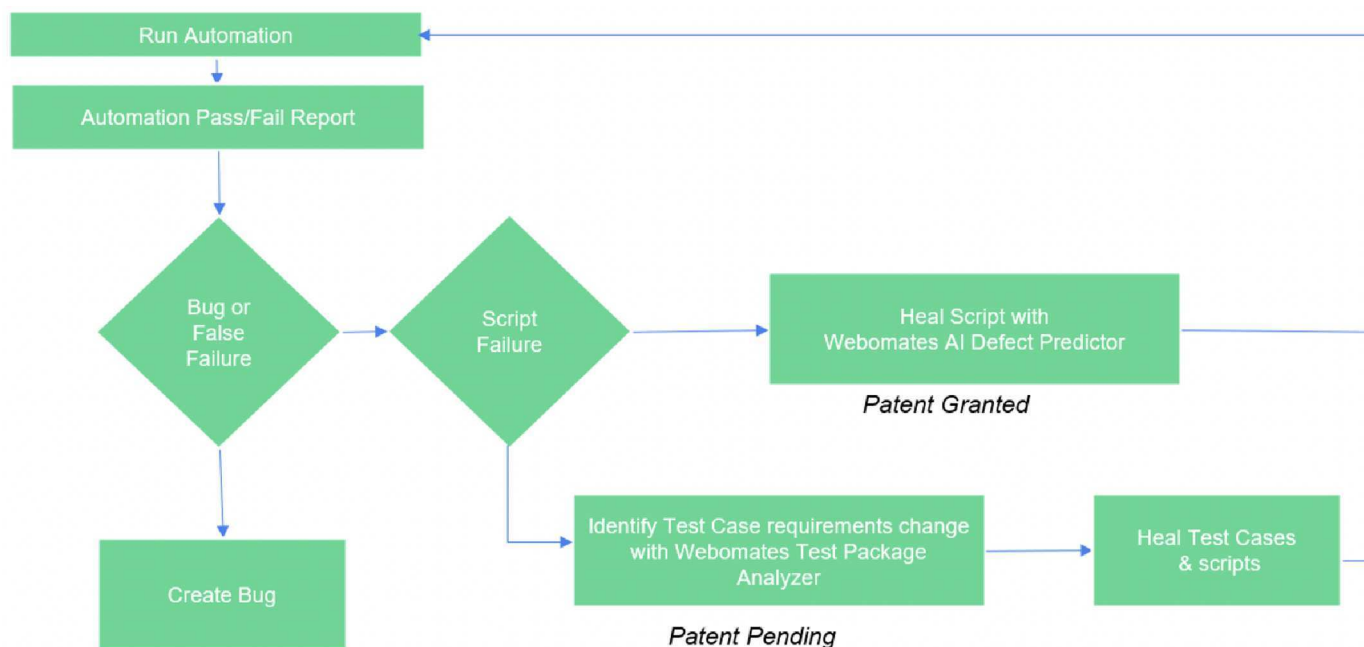 Run Automation
Automation Pass/Fail Report
Bug or
False
Failure
Script
Failure
Heal Script with
Webomates AI Defect Predictor
Patent Granted
Identify Test Case requirements change
with Webomates Test Package
Analyzer
Heal Test Cases
& scripts
Create Bug
Patent Pending